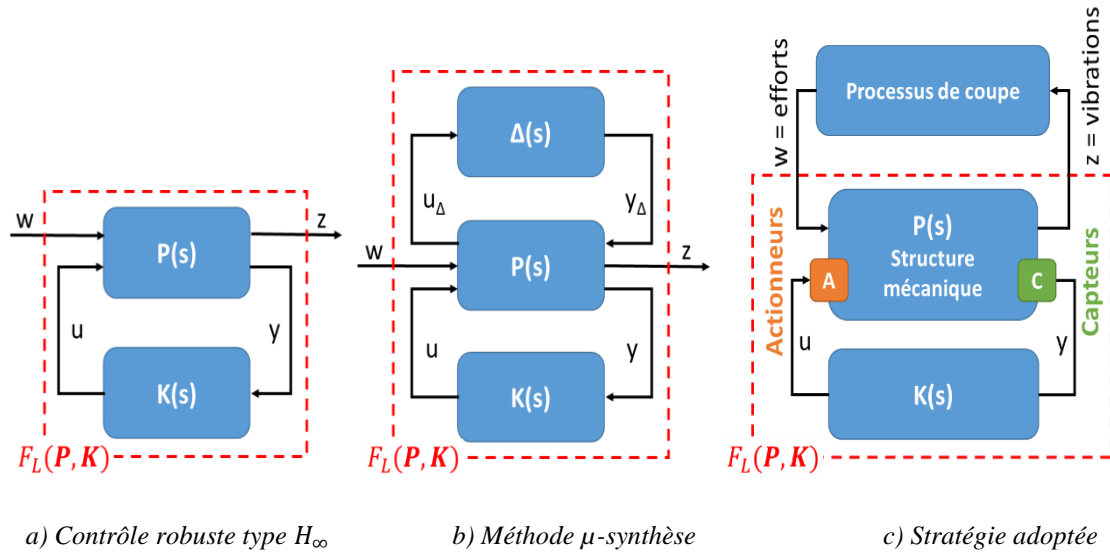 w
z
P(s)
u
y
K(s)
F_L(P, K)
a) Contrôle robuste type H∞
Δ(s)
u_Δ
y_Δ
w
z
P(s)
u
y
K(s)
F_L(P, K)
b) Méthode μ-synthèse
w = efforts
z = vibrations
Processus de coupe
P(s)
Structure
mécanique
A
C
Actionneurs
Capteurs
u
y
K(s)
F_L(P, K)
c) Stratégie adoptée